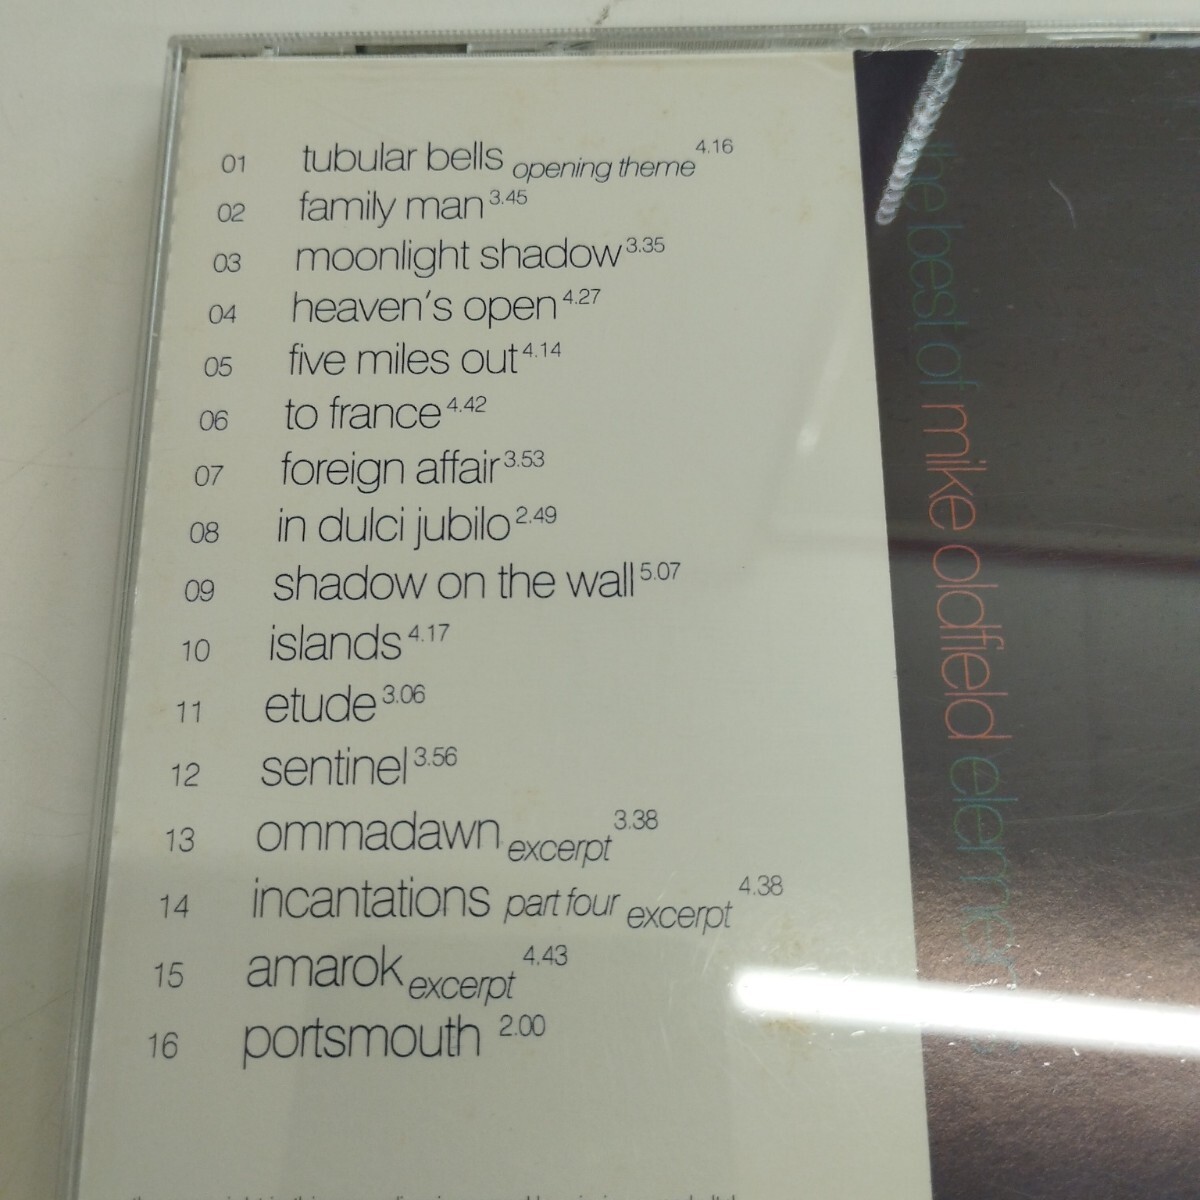 01 tubular bells opening theme 4.16
02 family man 3.45
03 moonlight shadow 3.35
04 heaven's open 4.27
05 five miles out 4.14
06 to france 4.42
07 foreign affair 3.53
08 in dulci jubilo 2.49
09 shadow on the wall 5.07
10 islands 4.17
11 etude 3.06
12 sentinel 3.56
13 ommadawn excerpt 3.38
14 incantations part four excerpt 4.38
15 amarok excerpt 4.43
16 portsmouth 2.00
the best of mike oldfield elements